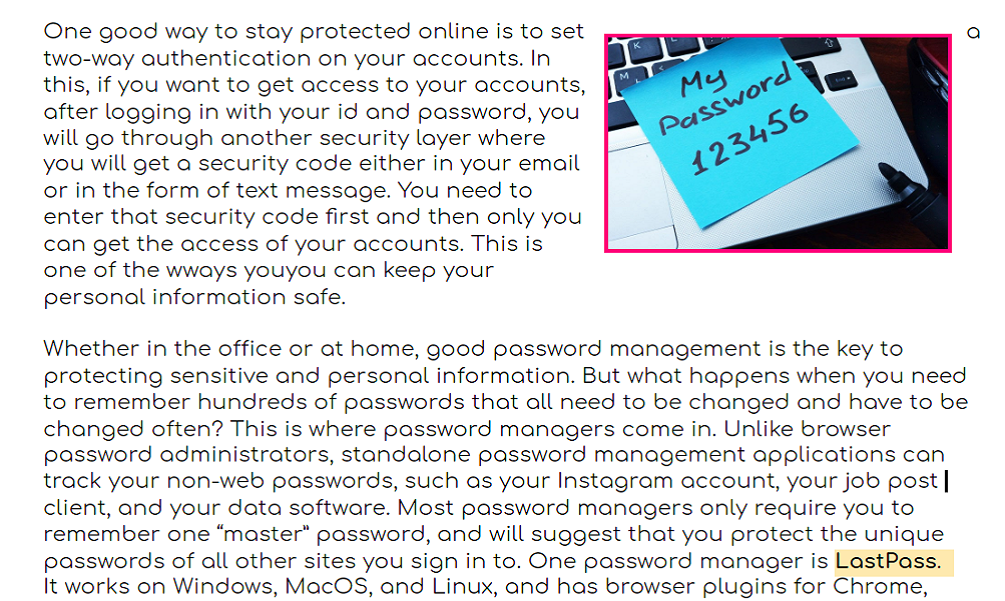 One good way to stay protected online is to set
two-way authentication on your accounts. In
this, if you want to get access to your accounts,
after logging in with your id and password, you
will go through another security layer where
you will get a security code either in your email
or in the form of text message. You need to
enter that security code first and then only you
can get the access of your accounts. This is
one of the wways youyou can keep your
personal information safe.
a
My
Password
123456
Whether in the office or at home, good password management is the key to
protecting sensitive and personal information. But what happens when you need
to remember hundreds of passwords that all need to be changed and have to be
changed often? This is where password managers come in. Unlike browser
password administrators, standalone password management applications can
track your non-web passwords, such as your Instagram account, your job post
client, and your data software. Most password managers only require you to
remember one “master” password, and will suggest that you protect the unique
passwords of all other sites you sign in to. One password manager is LastPass.
It works on Windows, MacOS, and Linux, and has browser plugins for Chrome,